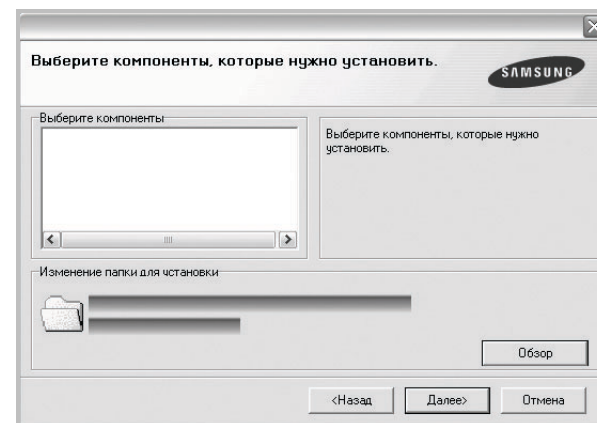 Выберите компоненты, которые нужно установить.
SAMSUNG
Выберите компоненты
Выберите компоненты, которые нужно
установить.
Изменение папки для установки
Обзор
<Назад
Далее>
Отмена